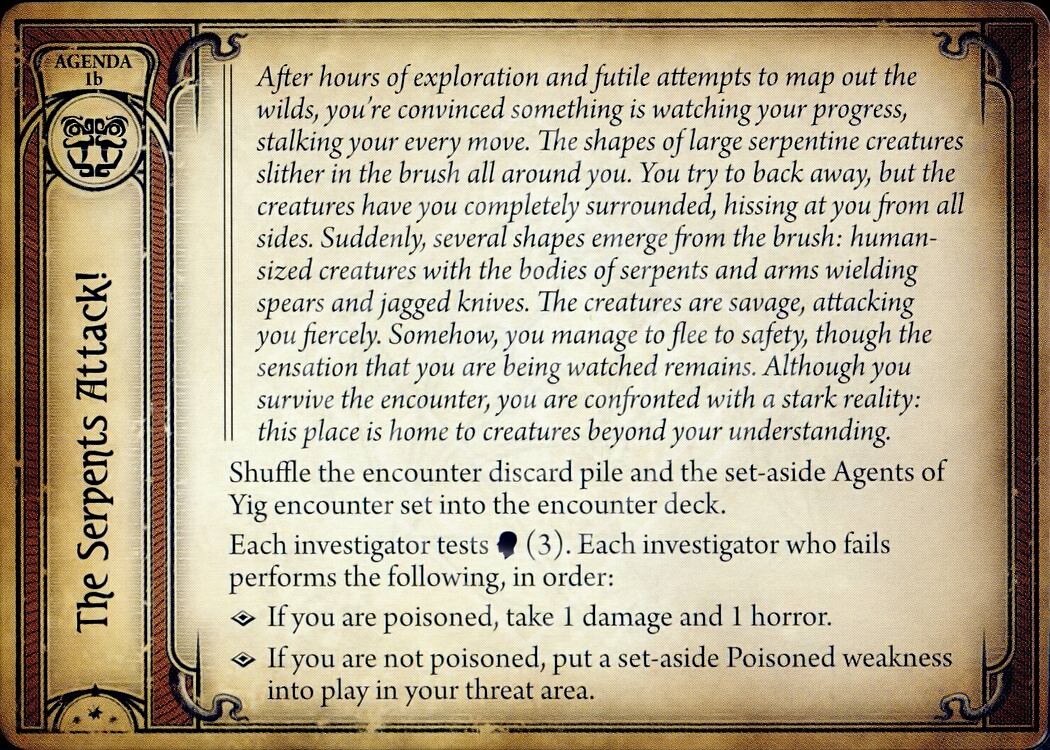 AGENDA
1b
The Serpents Attack!
After hours of exploration and futile attempts to map out the
wilds, you're convinced something is watching your progress,
stalking your every move. The shapes of large serpentine creatures
slither in the brush all around you. You try to back away, but the
creatures have you completely surrounded, hissing at you from all
sides. Suddenly, several shapes emerge from the brush: human-
sized creatures with the bodies of serpents and arms wielding
spears and jagged knives. The creatures are savage, attacking
you fiercely. Somehow, you manage to flee to safety, though the
sensation that you are being watched remains. Although you
survive the encounter, you are confronted with a stark reality:
this place is home to creatures beyond your understanding.
Shuffle the encounter discard pile and the set-aside Agents of
Yig encounter set into the encounter deck.
Each investigator tests (3). Each investigator who fails
performs the following, in order:
If you are poisoned, take 1 damage and 1 horror.
If you are not poisoned, put a set-aside Poisoned weakness
into play in your threat area.